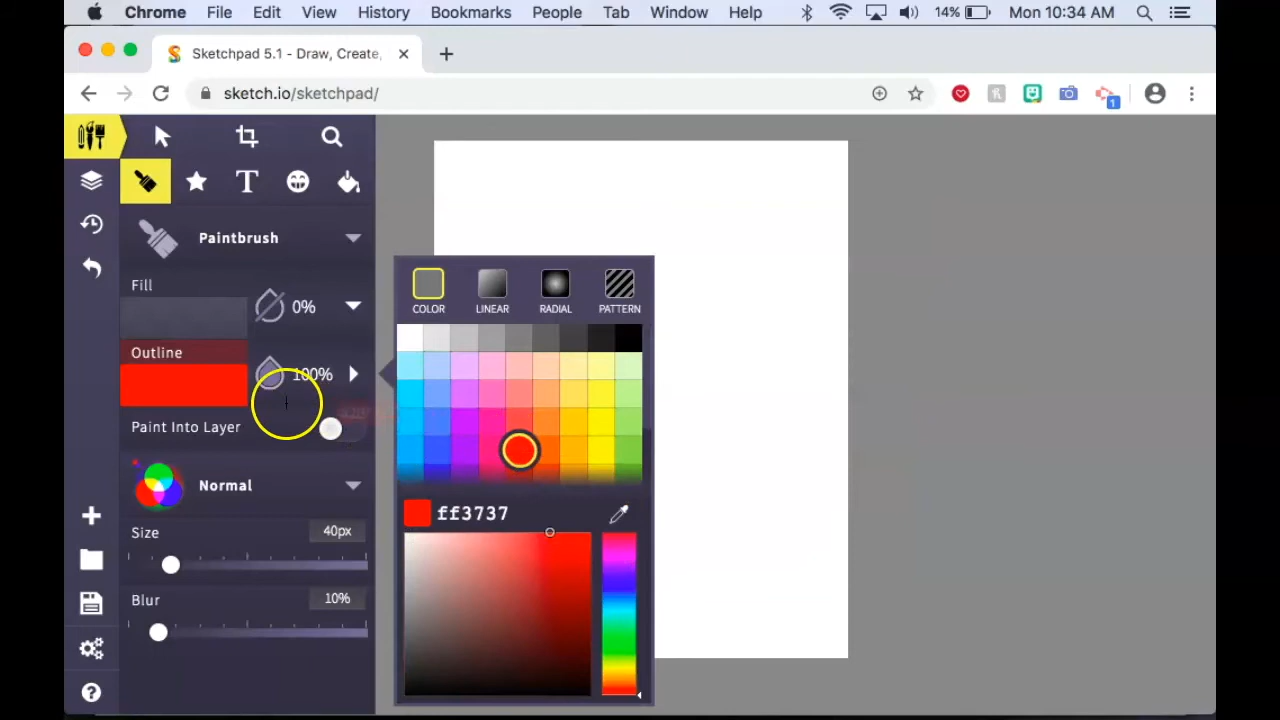 Chrome File Edit View History Bookmarks People Tab Window Help 14% Mon 10:34 AM
Sketchpad 5.1 - Draw, Create,
sketch.io/sketchpad/
1
T
Paintbrush
Fill
0%
Outline
100%
Paint Into Layer
Normal
Size 40px
Blur 10%
COLOR LINEAR RADIAL PATTERN
ff3737